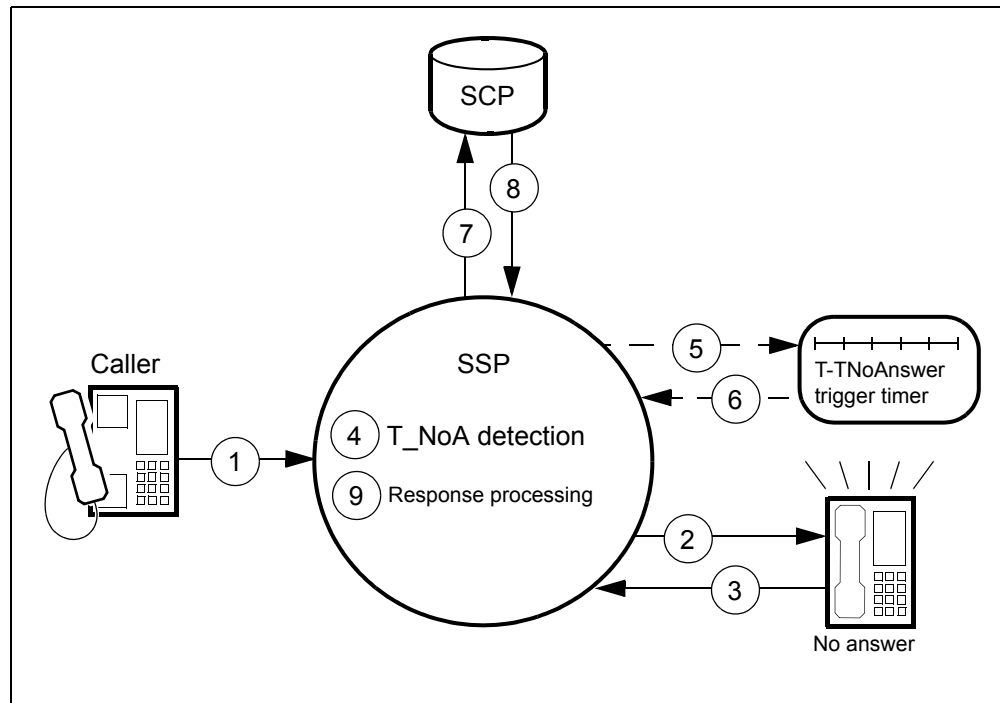 SCP
8
7
SSP
5
T-TNoAnswer
trigger timer
6
Caller
4 T_NoA detection
1
9 Response processing
2
3
No answer